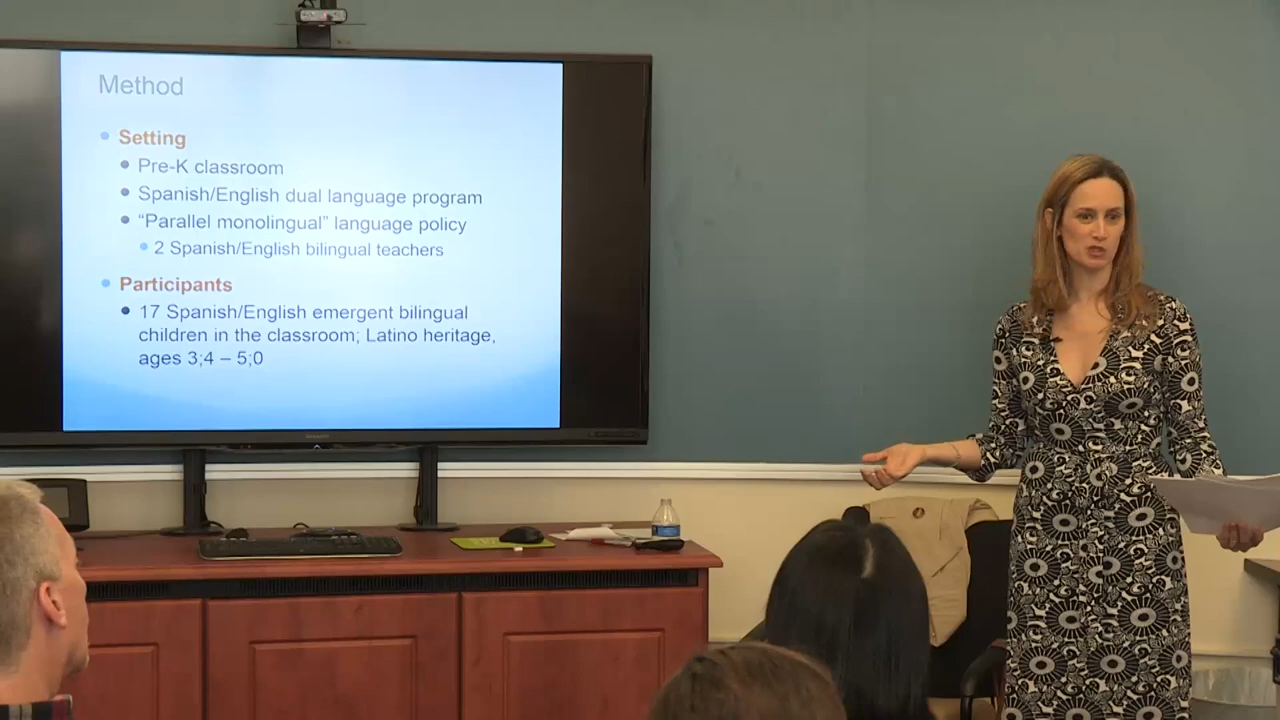 Method
Setting
Pre-K classroom
Spanish/English dual language program
“Parallel monolingual” language policy
2 Spanish/English bilingual teachers
Participants
17 Spanish/English emergent bilingual
children in the classroom; Latino heritage,
ages 3;4 – 5;0